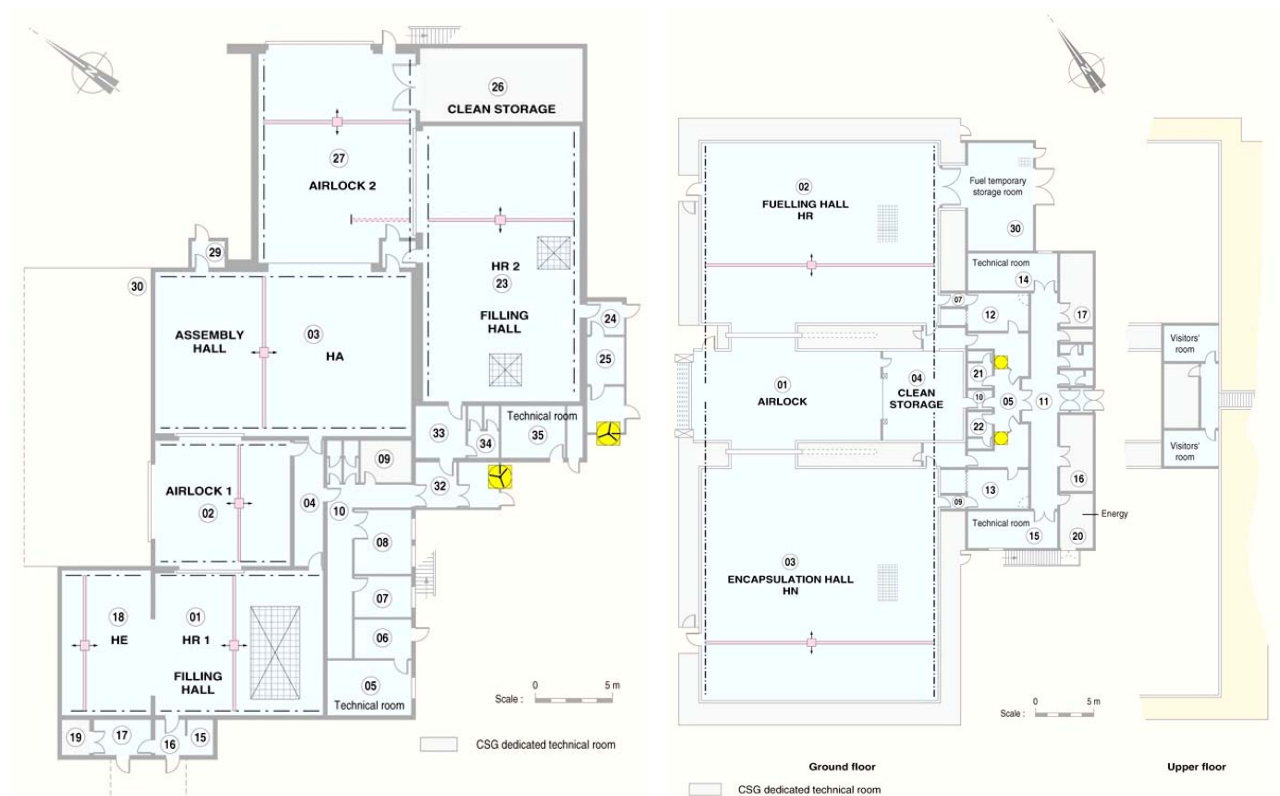 26
CLEAN STORAGE
27
AIRLOCK 2
29
30
HR 2
23
FILLING
HALL
24
25
ASSEMBLY
HALL
03
HA
33
34
Technical room
35
AIRLOCK 1
02
04
09
32
10
08
07
06
05
Technical room
18
HE
01
HR 1
FILLING
HALL
19
17
16
15
Scale :
0
5 m
CSG dedicated technical room
02
FUELLING HALL
HR
Fuel temporary
storage room
30
Technical room
14
07
12
17
01
AIRLOCK
04
CLEAN
STORAGE
21
10
05
11
22
13
09
16
Technical room
15
Energy
20
03
ENCAPSULATION HALL
HN
Scale :
0
5 m
Visitors'
room
Visitors'
room
Ground floor
Upper floor
CSG dedicated technical room